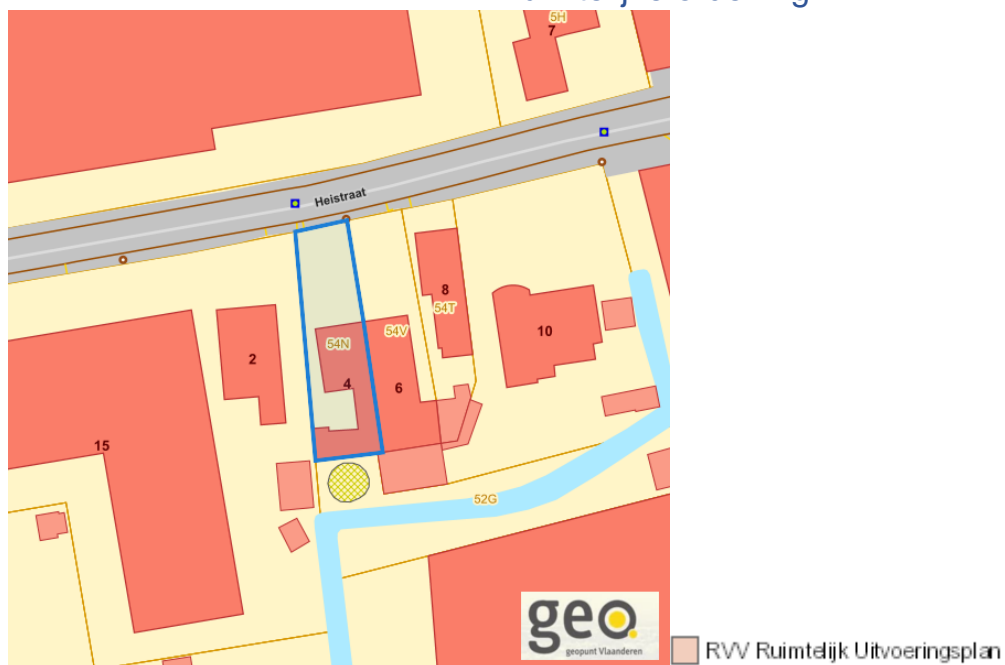 5H
7
Heistraat
8
54T
54V
10
54N
2
4
6
15
52G
geo
geopunt Vlaanderen
RVV Ruimtelijk Uitvoeringsplan